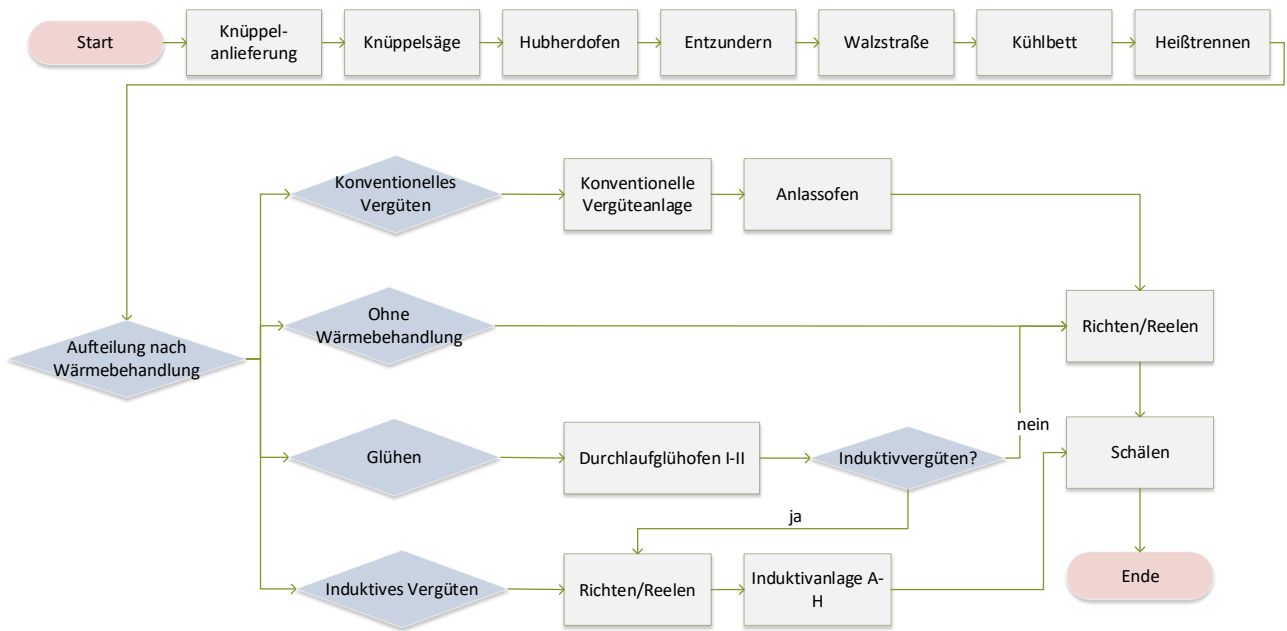 Start
Knüppel-
anlieferung
Knüppelsäge
Hubherdofen
Entzundern
Walzstraße
Kühlbett
Heißtrennen
Konventionelles
Vergüten
Konventionelle
Vergüteanlage
Anlassofen
Ohne
Wärmebehandlung
Richten/Reelen
Aufteilung nach
Wärmebehandlung
nein
Glühen
Durchlaufglühofen I-II
Induktivvergüten?
Schälen
ja
Induktives Vergüten
Richten/Reelen
Induktivanlage A-
H
Ende